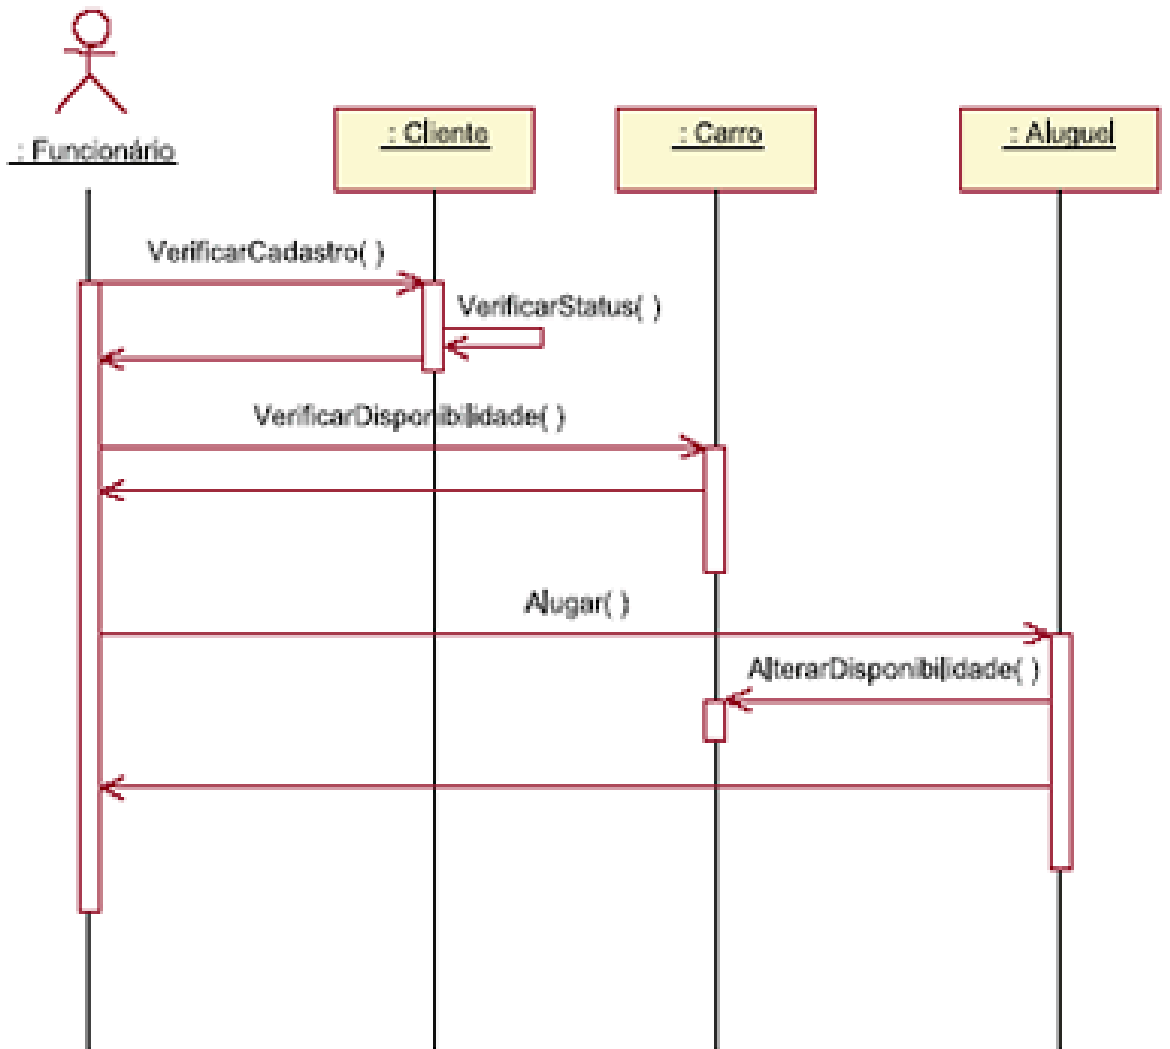 : Funcionário
: Cliente
: Carro
: Aluguel
VerificarCadastro( )
VerificarStatus( )
VerificarDisponibilidade( )
Alugar( )
AlterarDisponibilidade( )